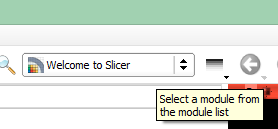 Welcome to Slicer
Select a module from
the module list